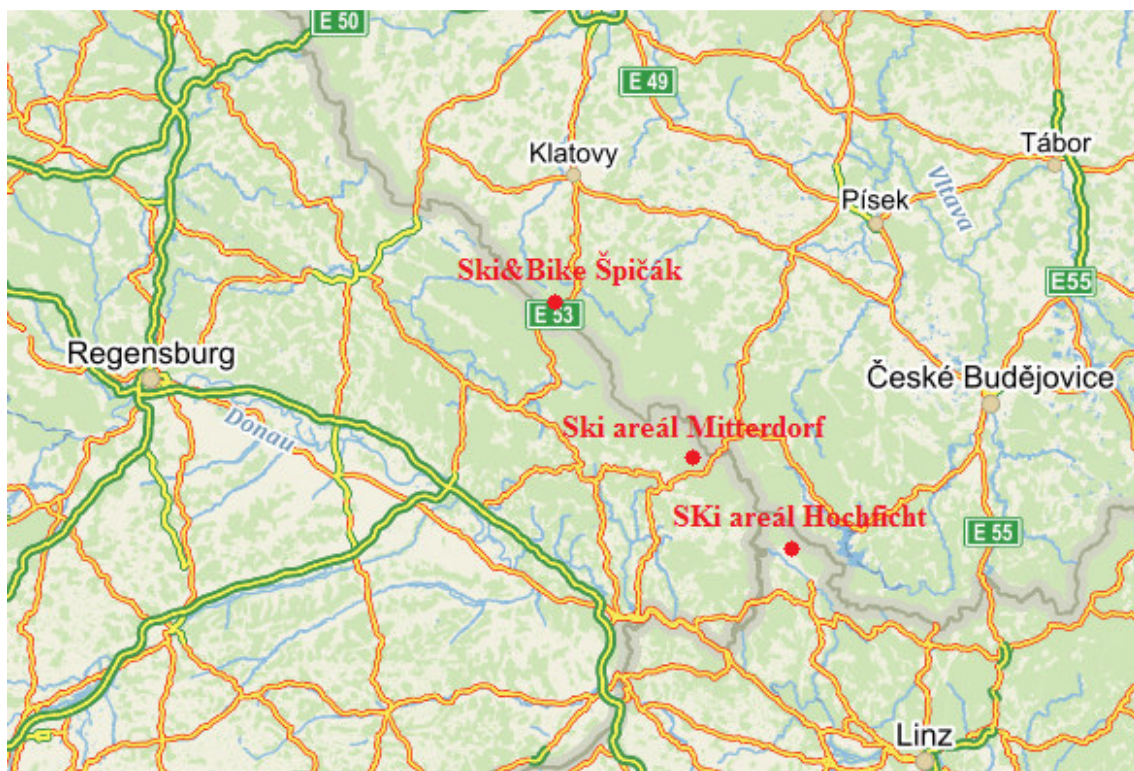 E 50
E 49
Klatovy
Tábor
Písek
Vltava
Ski&Bike Špičák
E55
E 53
Regensburg
České Budějovice
Donau
Ski areál Mitterdorf
SKi areál Hochficht
E 55
Linz